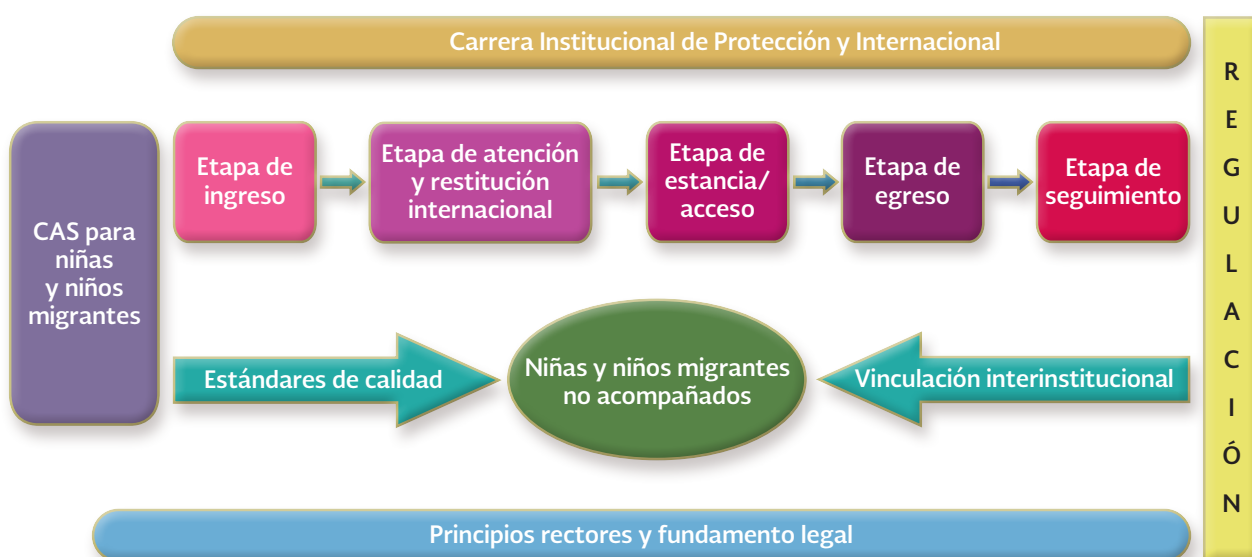 Carrera Institucional de Protección y Internacional
CAS para
niñas
y niños
migrantes
Etapa de
ingreso
Etapa de atención
y restitución
internacional
Etapa de
estancia/
acceso
Etapa de
egreso
Etapa de
seguimiento
Estándares de calidad
Niñas y niños migrantes
no acompañados
Vinculación interinstitucional
Principios rectores y fundamento legal
R
E
G
U
L
A
C
I
Ó
N